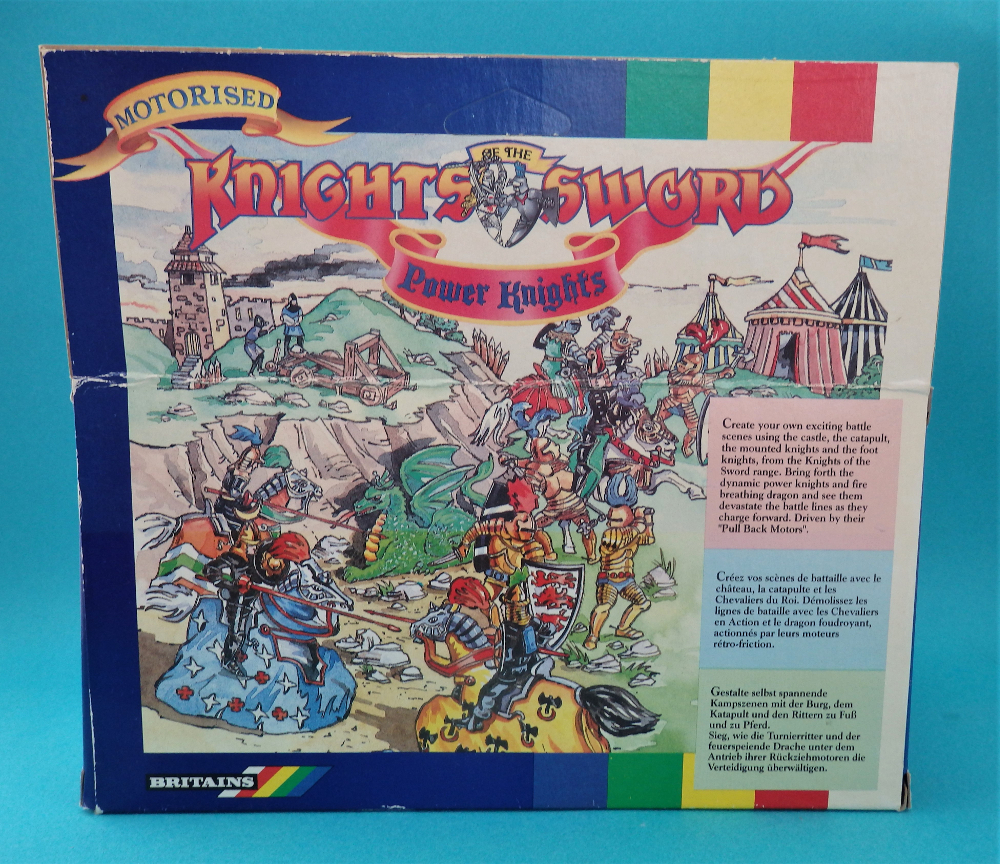 MOTORISED
KNIGHTS OF THE SWORD
Power Knights
Create your own exciting battle
scenes using the castle, the catapult,
the mounted knights and the foot
knights, from the Knights of the
Sword range. Bring forth the
dynamic power knights and fire
breathing dragon and see them
devastate the battle lines as they
charge forward. Driven by their
"Pull Back Motors".
Créez vos scènes de battaille avec le
château, la catapulte et les
Chevaliers du Roi. Démolissez les
lignes de bataille avec les Chevaliers
en Action et le dragon foudroyant,
actionnés par leurs moteurs
rétro-friction.
Gestalte selbst spannende
Kampszenen mit der Burg, dem
Katapult und den Rittern zu Fuß
und zu Pferd.
Sieg, wie die Turnierritter und der
feuerspeiende Drache unter dem
Antrieb ihrer Rückziehmotoren die
Verteidigung überwältigen.
BRITAINS